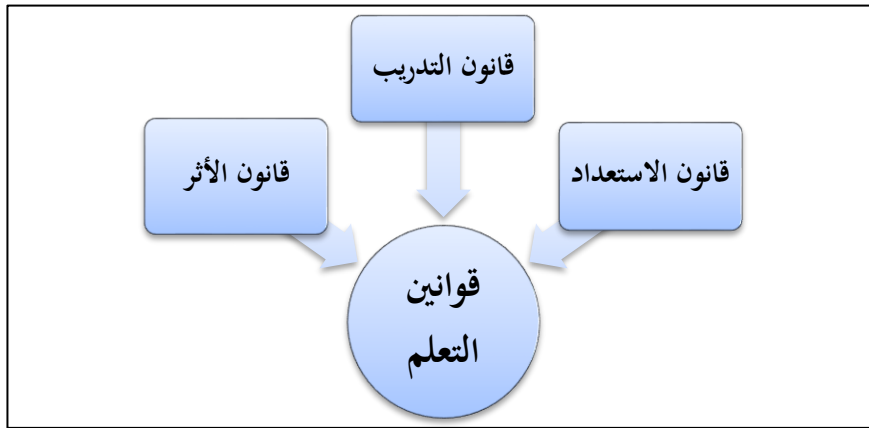 قانون التدريب
قانون الاستعداد
قانون الأثر
قوانين
التعلم